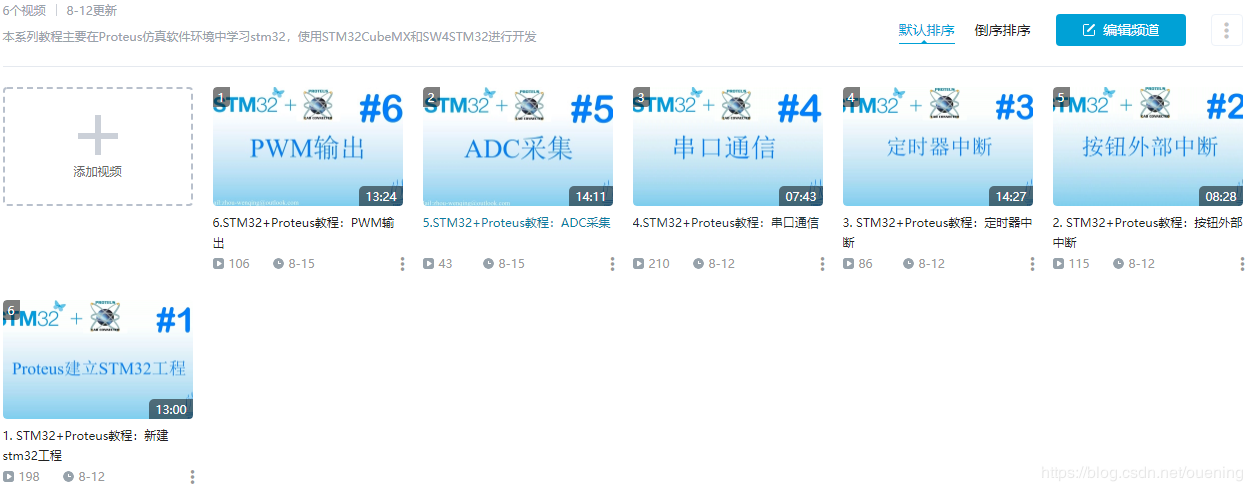 6个视频 | 8-12更新
本系列教程主要在Proteus仿真软件环境中学习stm32，使用STM32CubeMX和SW4STM32进行开发
默认排序 倒序排序 编辑频道
添加视频
1 STM32 + PROTEUS LAB CONNECTED #6
PWM输出
13:24
6.STM32+Proteus教程：PWM输
出
106 8-15
2 STM32 + PROTEUS LAB CONNECTED #5
ADC采集
14:11
5.STM32+Proteus教程：ADC采集
43 8-15
3 STM32 + PROTEUS LAB CONNECTED #4
串口通信
07:43
4.STM32+Proteus教程：串口通信
210 8-12
4 STM32 + PROTEUS LAB CONNECTED #3
定时器中断
14:27
3. STM32+Proteus教程：定时器中
断
86 8-12
5 STM32 + PROTEUS LAB CONNECTED #2
按钮外部中断
08:28
2. STM32+Proteus教程：按钮外部
中断
115 8-12
6 STM32 + PROTEUS LAB CONNECTED #1
Proteus建立STM32工程
13:00
1. STM32+Proteus教程：新建
stm32工程
198 8-12
https://blog.csdn.net/ouening